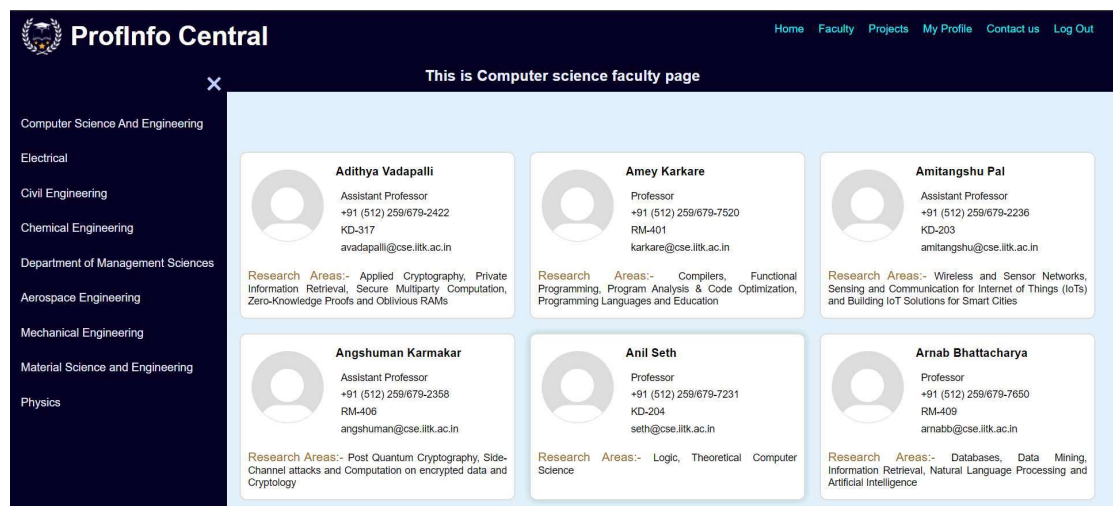 ProfInfo Central
Home Faculty Projects My Profile Contact us Log Out
This is Computer science faculty page
×
Computer Science And Engineering
Electrical
Civil Engineering
Chemical Engineering
Department of Management Sciences
Aerospace Engineering
Mechanical Engineering
Material Science and Engineering
Physics
Adithya Vadapalli
Assistant Professor
+91 (512) 259/679-2422
KD-317
avadapalli@cse.iitk.ac.in
Research Areas:- Applied Cryptography, Private
Information Retrieval, Secure Multiparty Computation,
Zero-Knowledge Proofs and Oblivious RAMs
Amey Karkare
Professor
+91 (512) 259/679-7520
RM-401
karkare@cse.iitk.ac.in
Research Areas:- Compilers, Functional
Programming, Program Analysis & Code Optimization,
Programming Languages and Education
Amitangshu Pal
Assistant Professor
+91 (512) 259/679-2236
KD-203
amitangshu@cse.iitk.ac.in
Research Areas:- Wireless and Sensor Networks,
Sensing and Communication for Internet of Things (IoTs)
and Building IoT Solutions for Smart Cities
Angshuman Karmakar
Assistant Professor
+91 (512) 259/679-2358
RM-406
angshuman@cse.iitk.ac.in
Research Areas:- Post Quantum Cryptography, Side-
Channel attacks and Computation on encrypted data and
Cryptology
Anil Seth
Professor
+91 (512) 259/679-7231
KD-204
seth@cse.iitk.ac.in
Research Areas:- Logic, Theoretical Computer
Science
Arnab Bhattacharya
Professor
+91 (512) 259/679-7650
RM-409
arnabb@cse.iitk.ac.in
Research Areas:- Databases, Data Mining,
Information Retrieval, Natural Language Processing and
Artificial Intelligence